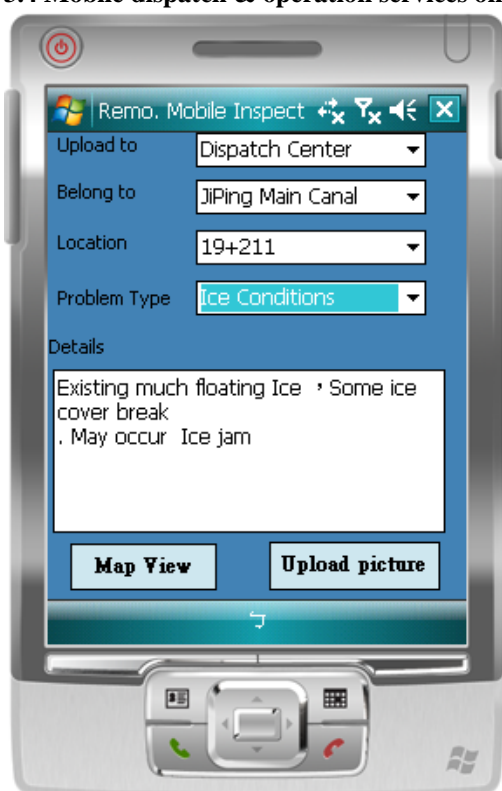 3.4 Mobile dispatch & operation services on
Remo. Mobile Inspect
Upload to Dispatch Center
Belong to JiPing Main Canal
Location 19+211
Problem Type Ice Conditions
Details
Existing much floating Ice ，Some ice
cover break
. May occur Ice jam
Map View Upload picture